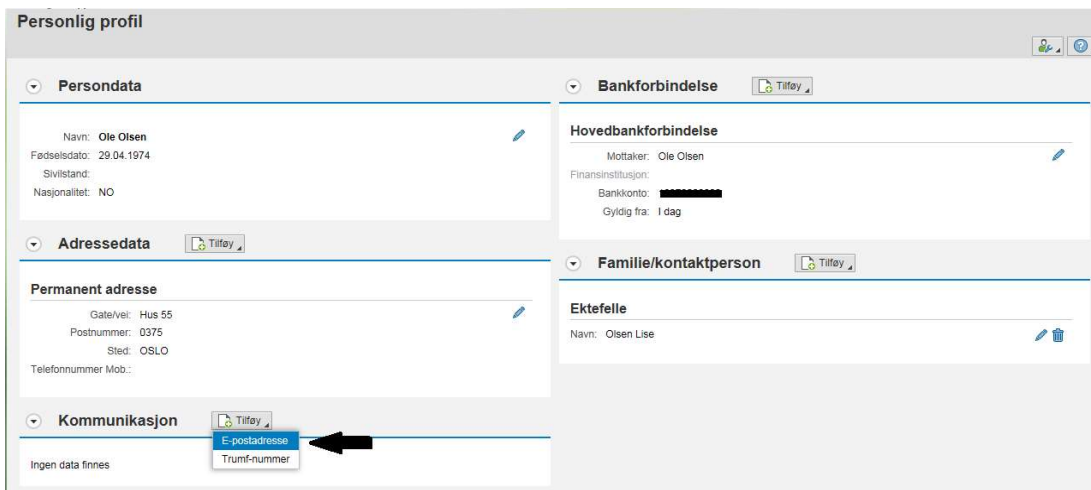 Personlig profil
Persondata
Navn: Ole Olsen
Fødselsdato: 29.04.1974
Sivilstand:
Nasjonalitet: NO
Adressedata Tilføy
Permanent adresse
Gate/vei: Hus 55
Postnummer: 0375
Sted: OSLO
Telefonnummer Mob.:
Kommunikasjon Tilføy
E-postadresse
Trumf-nummer
Ingen data finnes
Bankforbindelse Tilføy
Hovedbankforbindelse
Mottaker: Ole Olsen
Finansinstitusjon:
Bankkonto:
Gyldig fra: I dag
Familie/kontaktperson Tilføy
Ektefelle
Navn: Olsen Lise